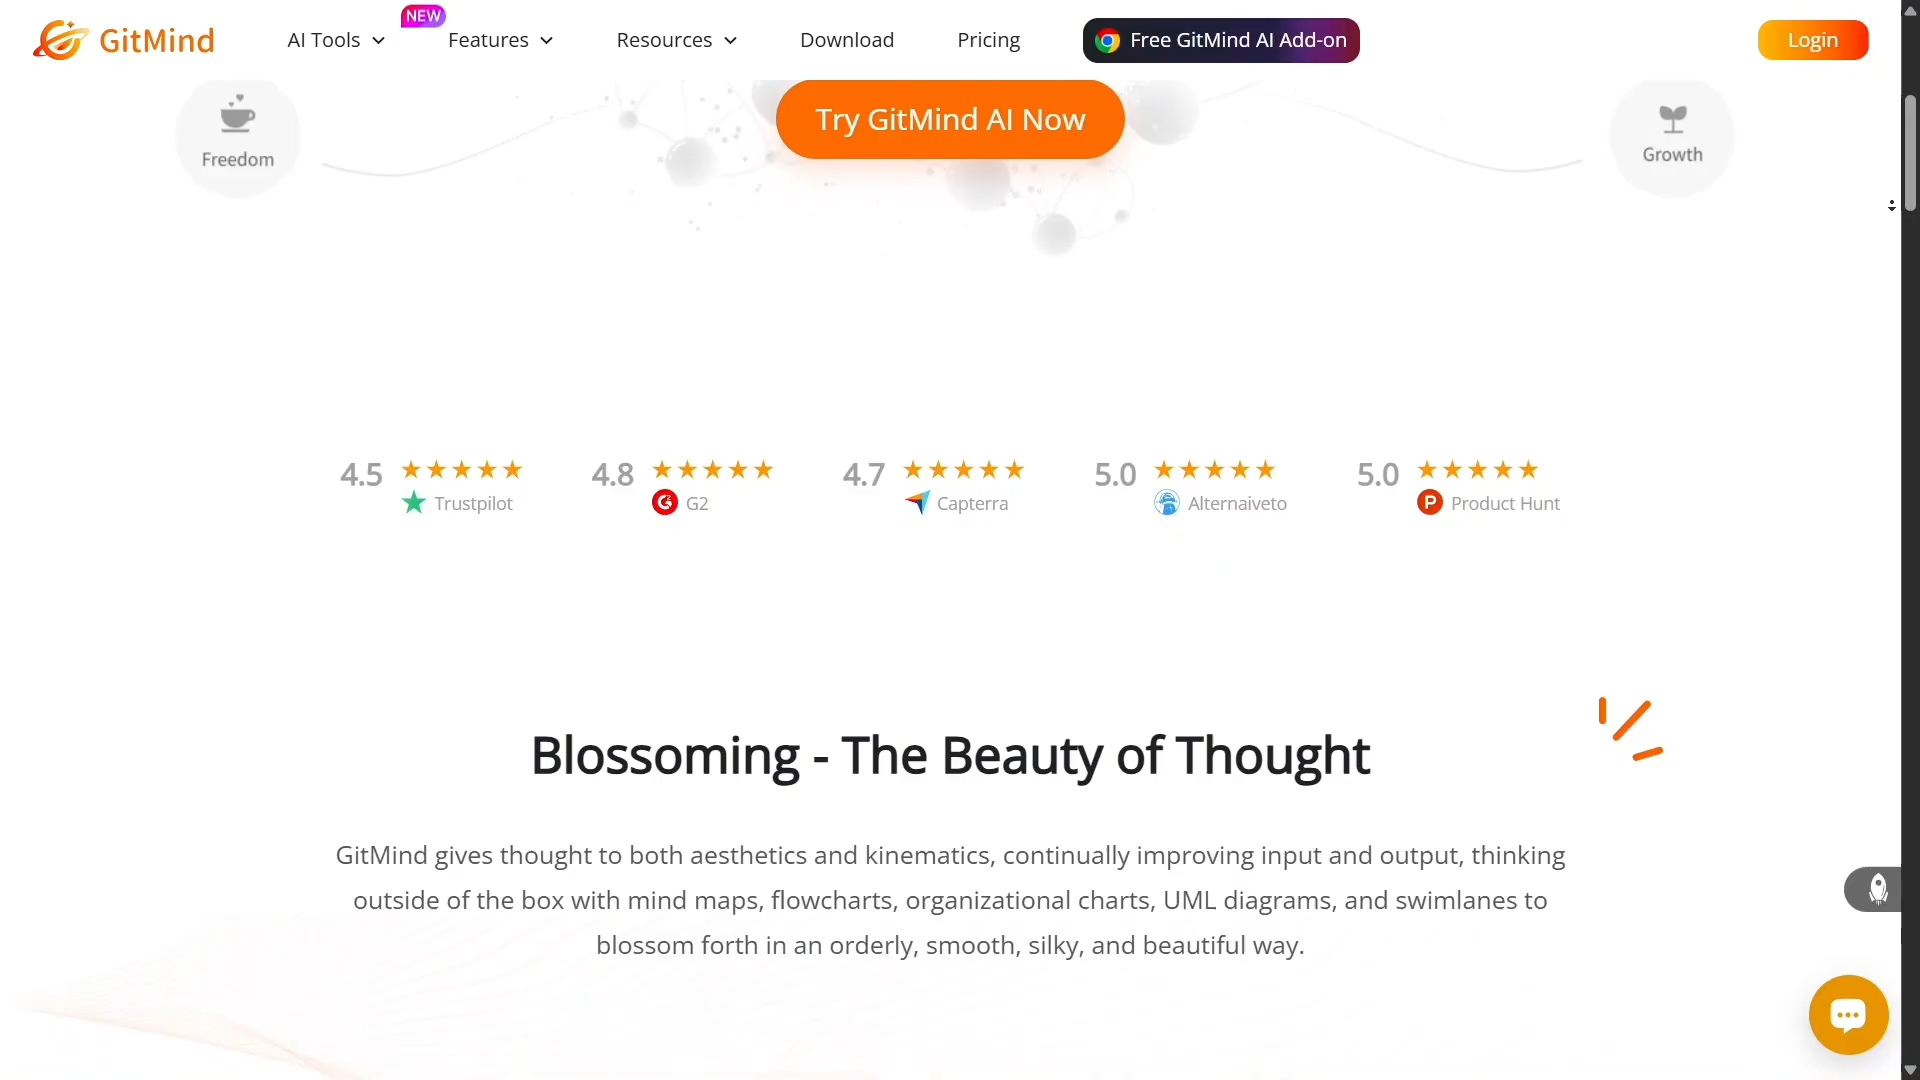 GitMind
AI Tools
NEW
Features
Resources
Download
Pricing
Free GitMind AI Add-on
Login
Freedom
Try GitMind AI Now
Growth
4.5
Trustpilot
4.8
G2
4.7
Capterra
5.0
Alternaiveto
5.0
P
Product Hunt
Blossoming - The Beauty of Thought
GitMind gives thought to both aesthetics and kinematics, continually improving input and output, thinking
outside of the box with mind maps, flowcharts, organizational charts, UML diagrams, and swimlanes to
blossom forth in an orderly, smooth, silky, and beautiful way.